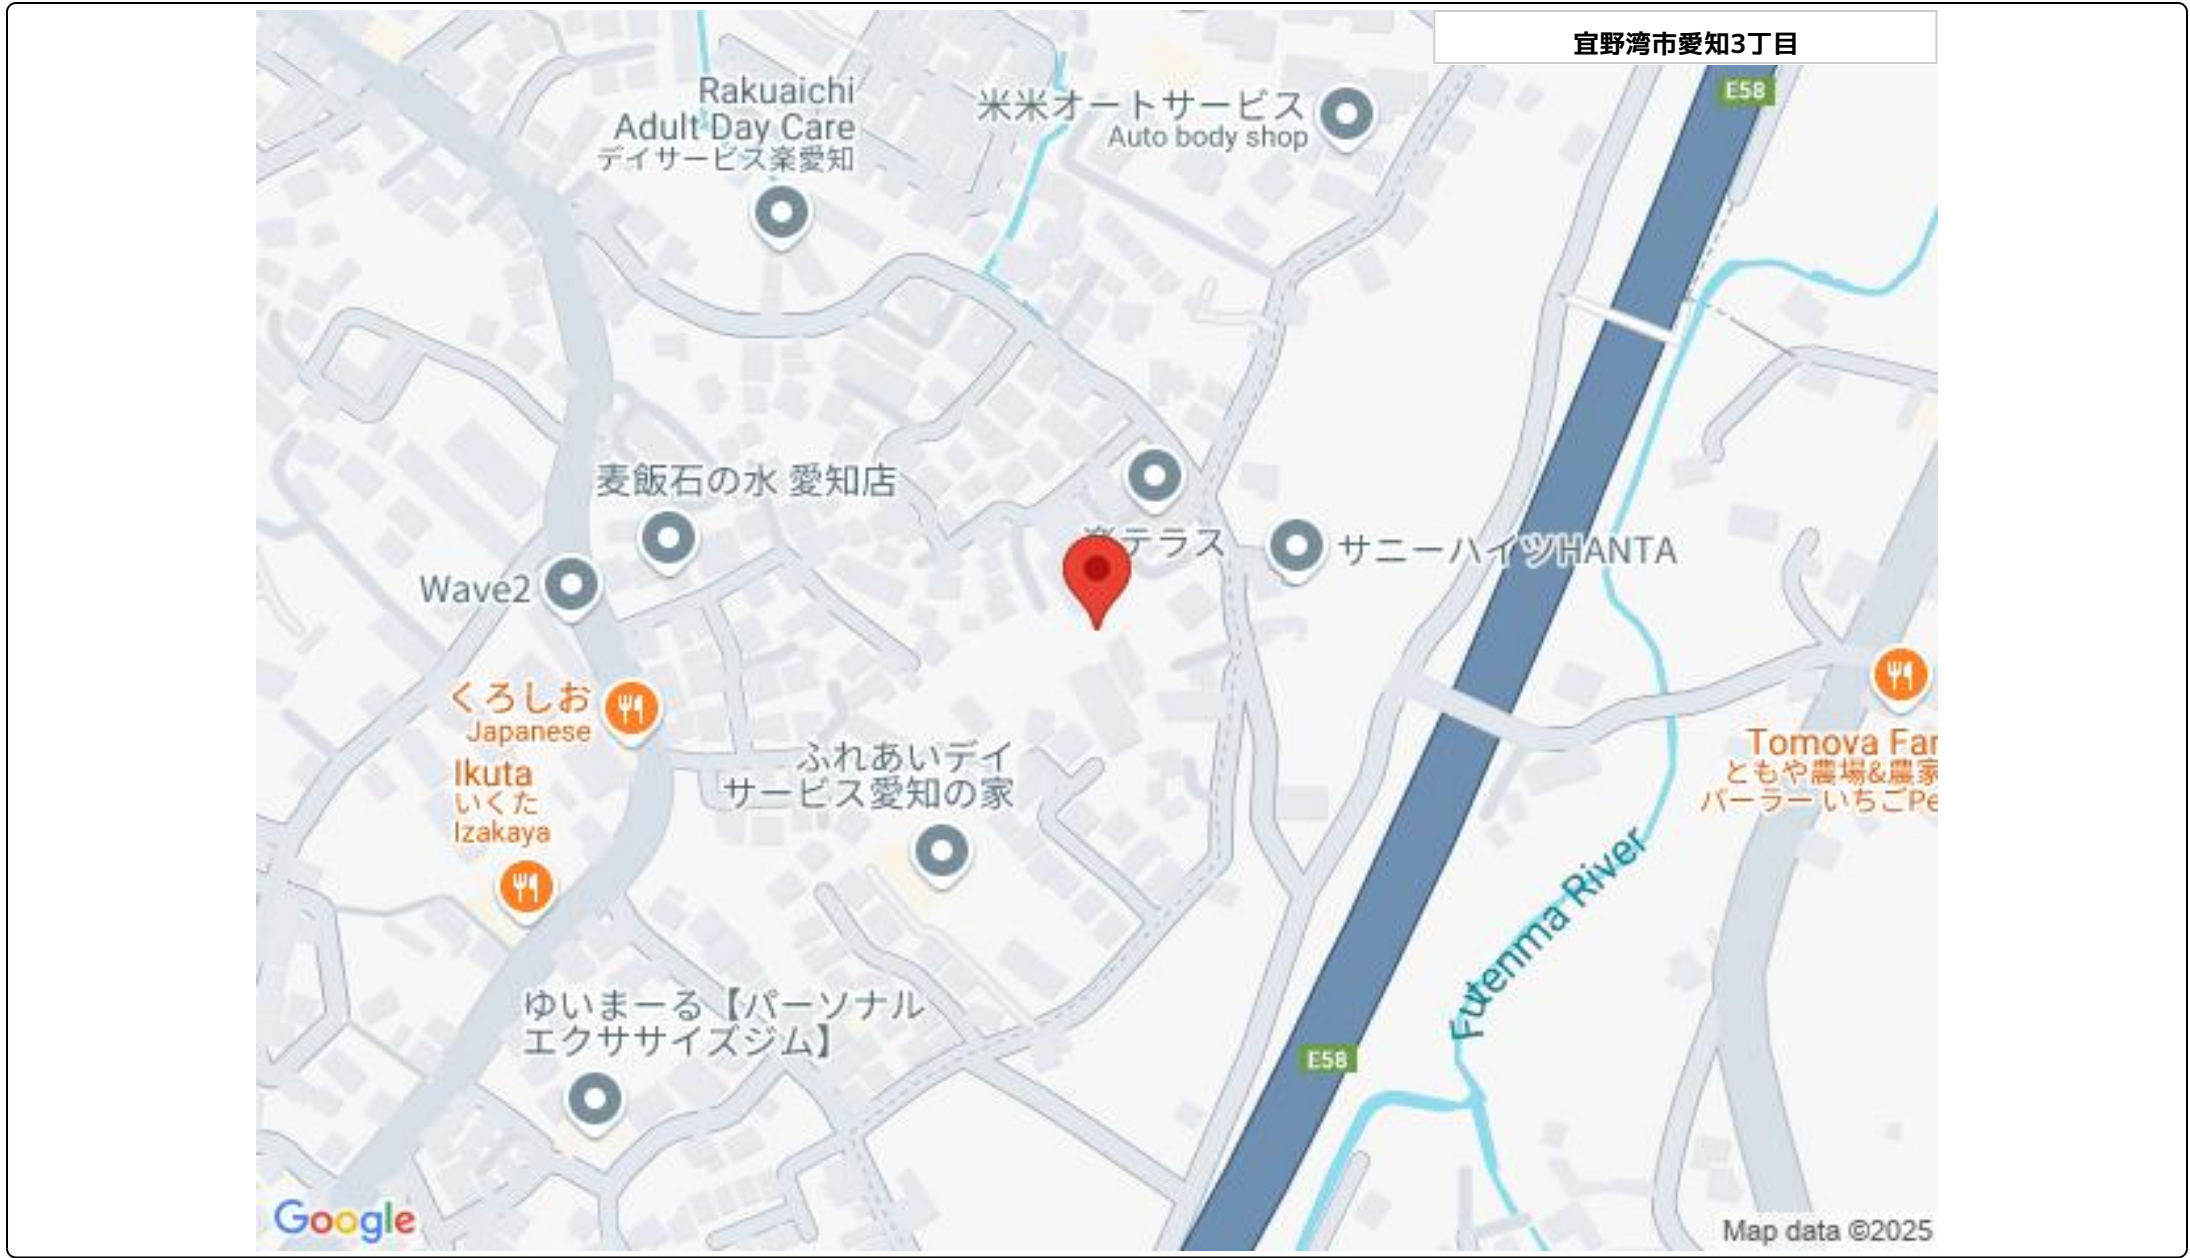 宜野湾市愛知3丁目
E58
Rakuaichi
Adult Day Care
デイサービス楽愛知
米米オートサービス
Auto body shop
麦飯石の水 愛知店
楽テラス
サニーハイツHANTA
Wave2
くろしお
Japanese
Ikuta
いくた
Izakaya
ふれあいデイ
サービス愛知の家
Tomoya Far
ともや農場&農家
パーラー いちごPe
Futenma River
ゆいまーる【パーソナル
エクササイズジム】
E58
Google
Map data ©2025